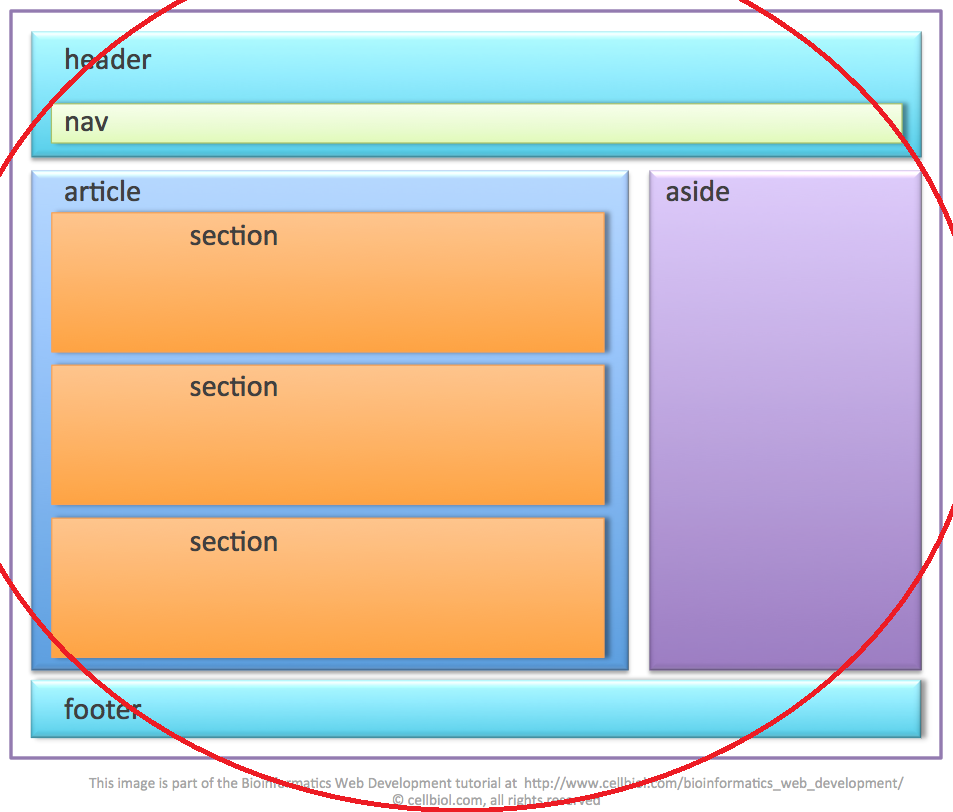 header
nav
article
aside
section
section
section
footer
This image is part of the Bioinformatics Web Development tutorial at http://www.cellbiol.com/bioinformatics_web_development/
© cellbiol.com, all rights reserved